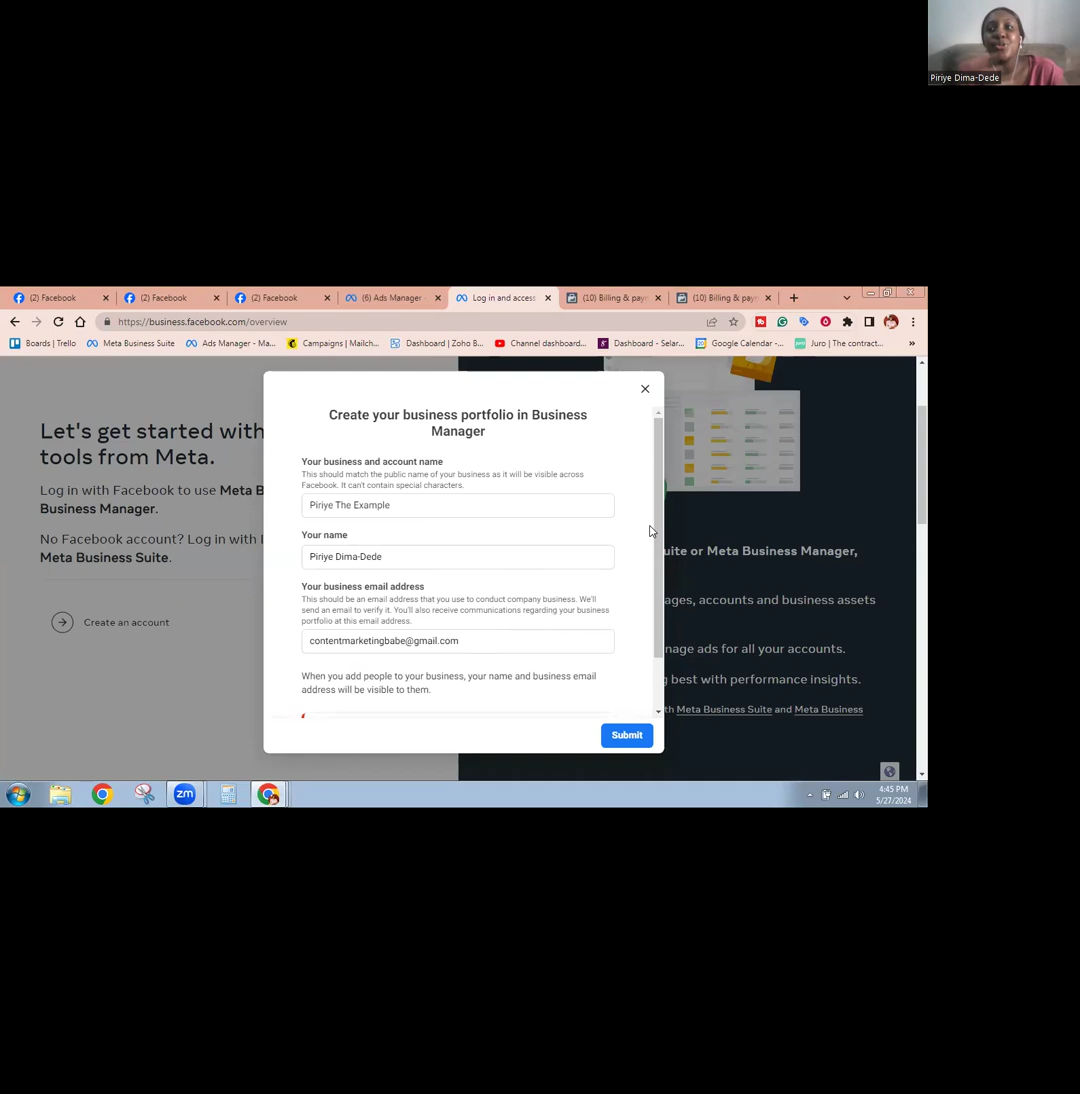 Piriye Dima-Dede
(2) Facebook
(2) Facebook
(2) Facebook
(6) Ads Manager -
Log in and access
(10) Billing & paym
(10) Billing & paym
https://business.facebook.com/overview
Boards | Trello
Meta Business Suite
Ads Manager - Ma...
Campaigns | Mailch...
Dashboard | Zoho B...
Channel dashboard...
Dashboard - Selar...
Google Calendar -...
Juro | The contract...
»
Let's get started with
tools from Meta.
Log in with Facebook to use Meta B
Business Manager.
No Facebook account? Log in with
Meta Business Suite.
Create an account
Create your business portfolio in Business
Manager
Your business and account name
This should match the public name of your business as it will be visible across
Facebook. It can't contain special characters.
Piriye The Example
Your name
Piriye Dima-Dede
Your business email address
This should be an email address that you use to conduct company business. We'll
send an email to verify it. You'll also receive communications regarding your business
portfolio at this email address.
contentmarketingbabe@gmail.com
When you add people to your business, your name and business email
address will be visible to them.
Submit
uite or Meta Business Manager,
ages, accounts and business assets
nage ads for all your accounts.
g best with performance insights.
th Meta Business Suite and Meta Business
zm
4:45 PM
5/27/2024